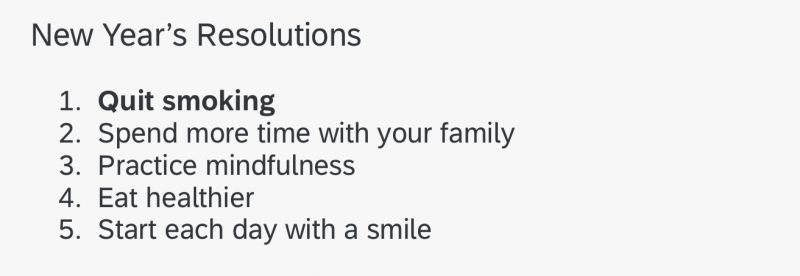 New Year’s Resolutions
1. Quit smoking
2. Spend more time with your family
3. Practice mindfulness
4. Eat healthier
5. Start each day with a smile